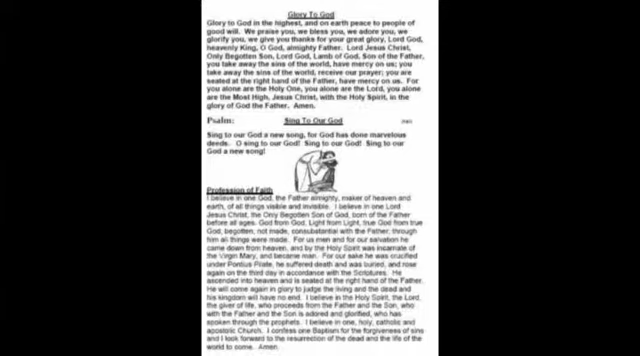 Glory To God
Glory to God in the highest, and on earth peace to people of
good will. We praise you, we bless you, we adore you, we
glorify you, we give you thanks for your great glory, Lord God,
heavenly King, O God, almighty Father. Lord Jesus Christ,
Only Begotten Son, Lord God, Lamb of God, Son of the Father,
you take away the sins of the world, have mercy on us; you
take away the sins of the world, receive our prayer; you are
seated at the right hand of the Father, have mercy on us. For
you alone are the Holy One, you alone are the Lord, you alone
are the Most High, Jesus Christ, with the Holy Spirit, in the
glory of God the Father. Amen.
Psalm: Sing To Our God
Sing to our God a new song, for God has done marvelous
deeds. O sing to our God! Sing to our God! Sing to our
God a new song!
Profession of Faith
I believe in one God, the Father almighty, maker of heaven and
earth, of all things visible and invisible. I believe in one Lord
Jesus Christ, the Only Begotten Son of God, born of the Father
before all ages. God from God, Light from Light, true God from true
God, begotten, not made, consubstantial with the Father; through
him all things were made. For us men and for our salvation he
came down from heaven, and by the Holy Spirit was incarnate of
the Virgin Mary, and became man. For our sake he was crucified
under Pontius Pilate, he suffered death and was buried, and rose
again on the third day in accordance with the Scriptures. He
ascended into heaven and is seated at the right hand of the Father.
He will come again in glory to judge the living and the dead and
his kingdom will have no end. I believe in the Holy Spirit, the Lord,
the giver of life, who proceeds from the Father and the Son, who
with the Father and the Son is adored and glorified, who has
spoken through the prophets. I believe in one, holy, catholic and
apostolic Church. I confess one Baptism for the forgiveness of sins
and I look forward to the resurrection of the dead and the life of the
world to come. Amen.